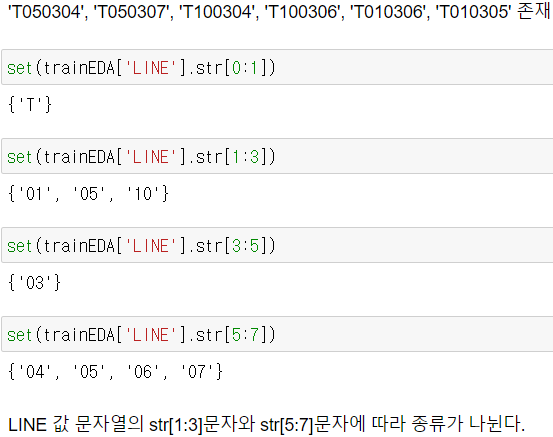 'T050304', 'T050307', 'T100304', 'T100306', 'T010306', 'T010305' 존재
set(trainEDA['LINE'].str[0:1])
{'T'}
set(trainEDA['LINE'].str[1:3])
{'01', '05', '10'}
set(trainEDA['LINE'].str[3:5])
{'03'}
set(trainEDA['LINE'].str[5:7])
{'04', '05', '06', '07'}
LINE 값 문자열의 str[1:3]문자와 str[5:7]문자에 따라 종류가 나뉜다.